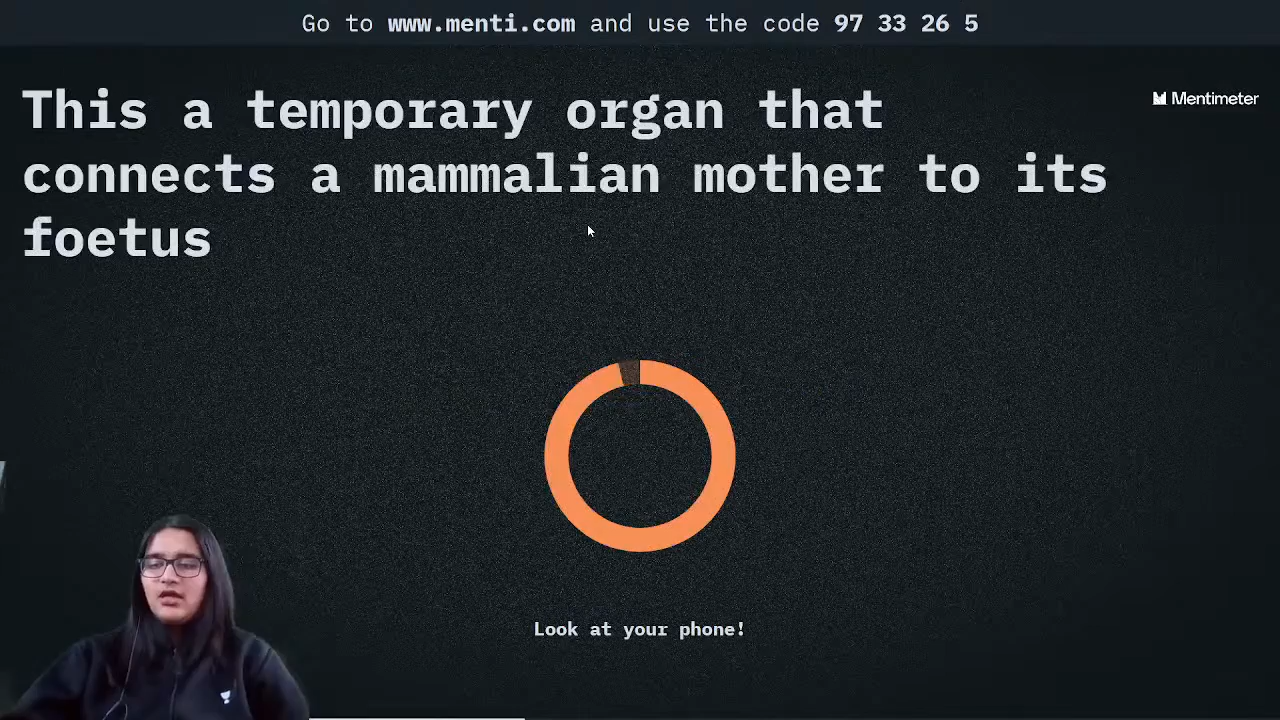 Go to www.menti.com and use the code 97 33 26 5
This a temporary organ that
Mentimeter
connects a mammalian mother to its
foetus
Look at your phone!